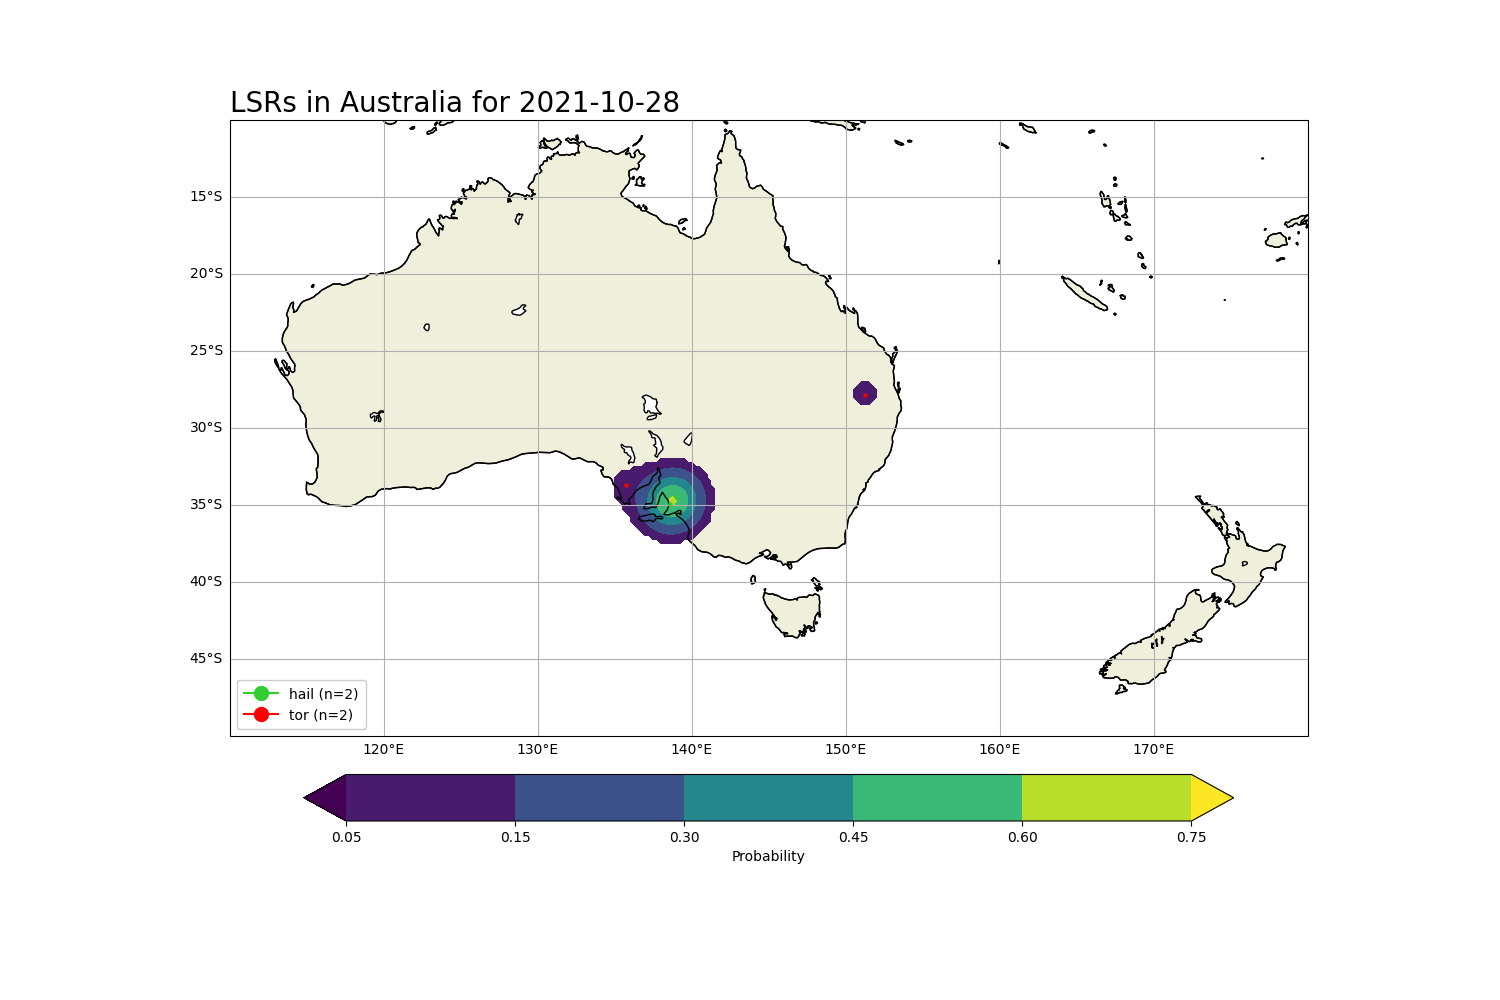 LSRs in Australia for 2021-10-28
15°S
20°S
25°S
30°S
35°S
40°S
45°S
hail (n=2)
tor (n=2)
120°E 130°E 140°E 150°E 160°E 170°E
0.05 0.15 0.30 0.45 0.60 0.75
Probability